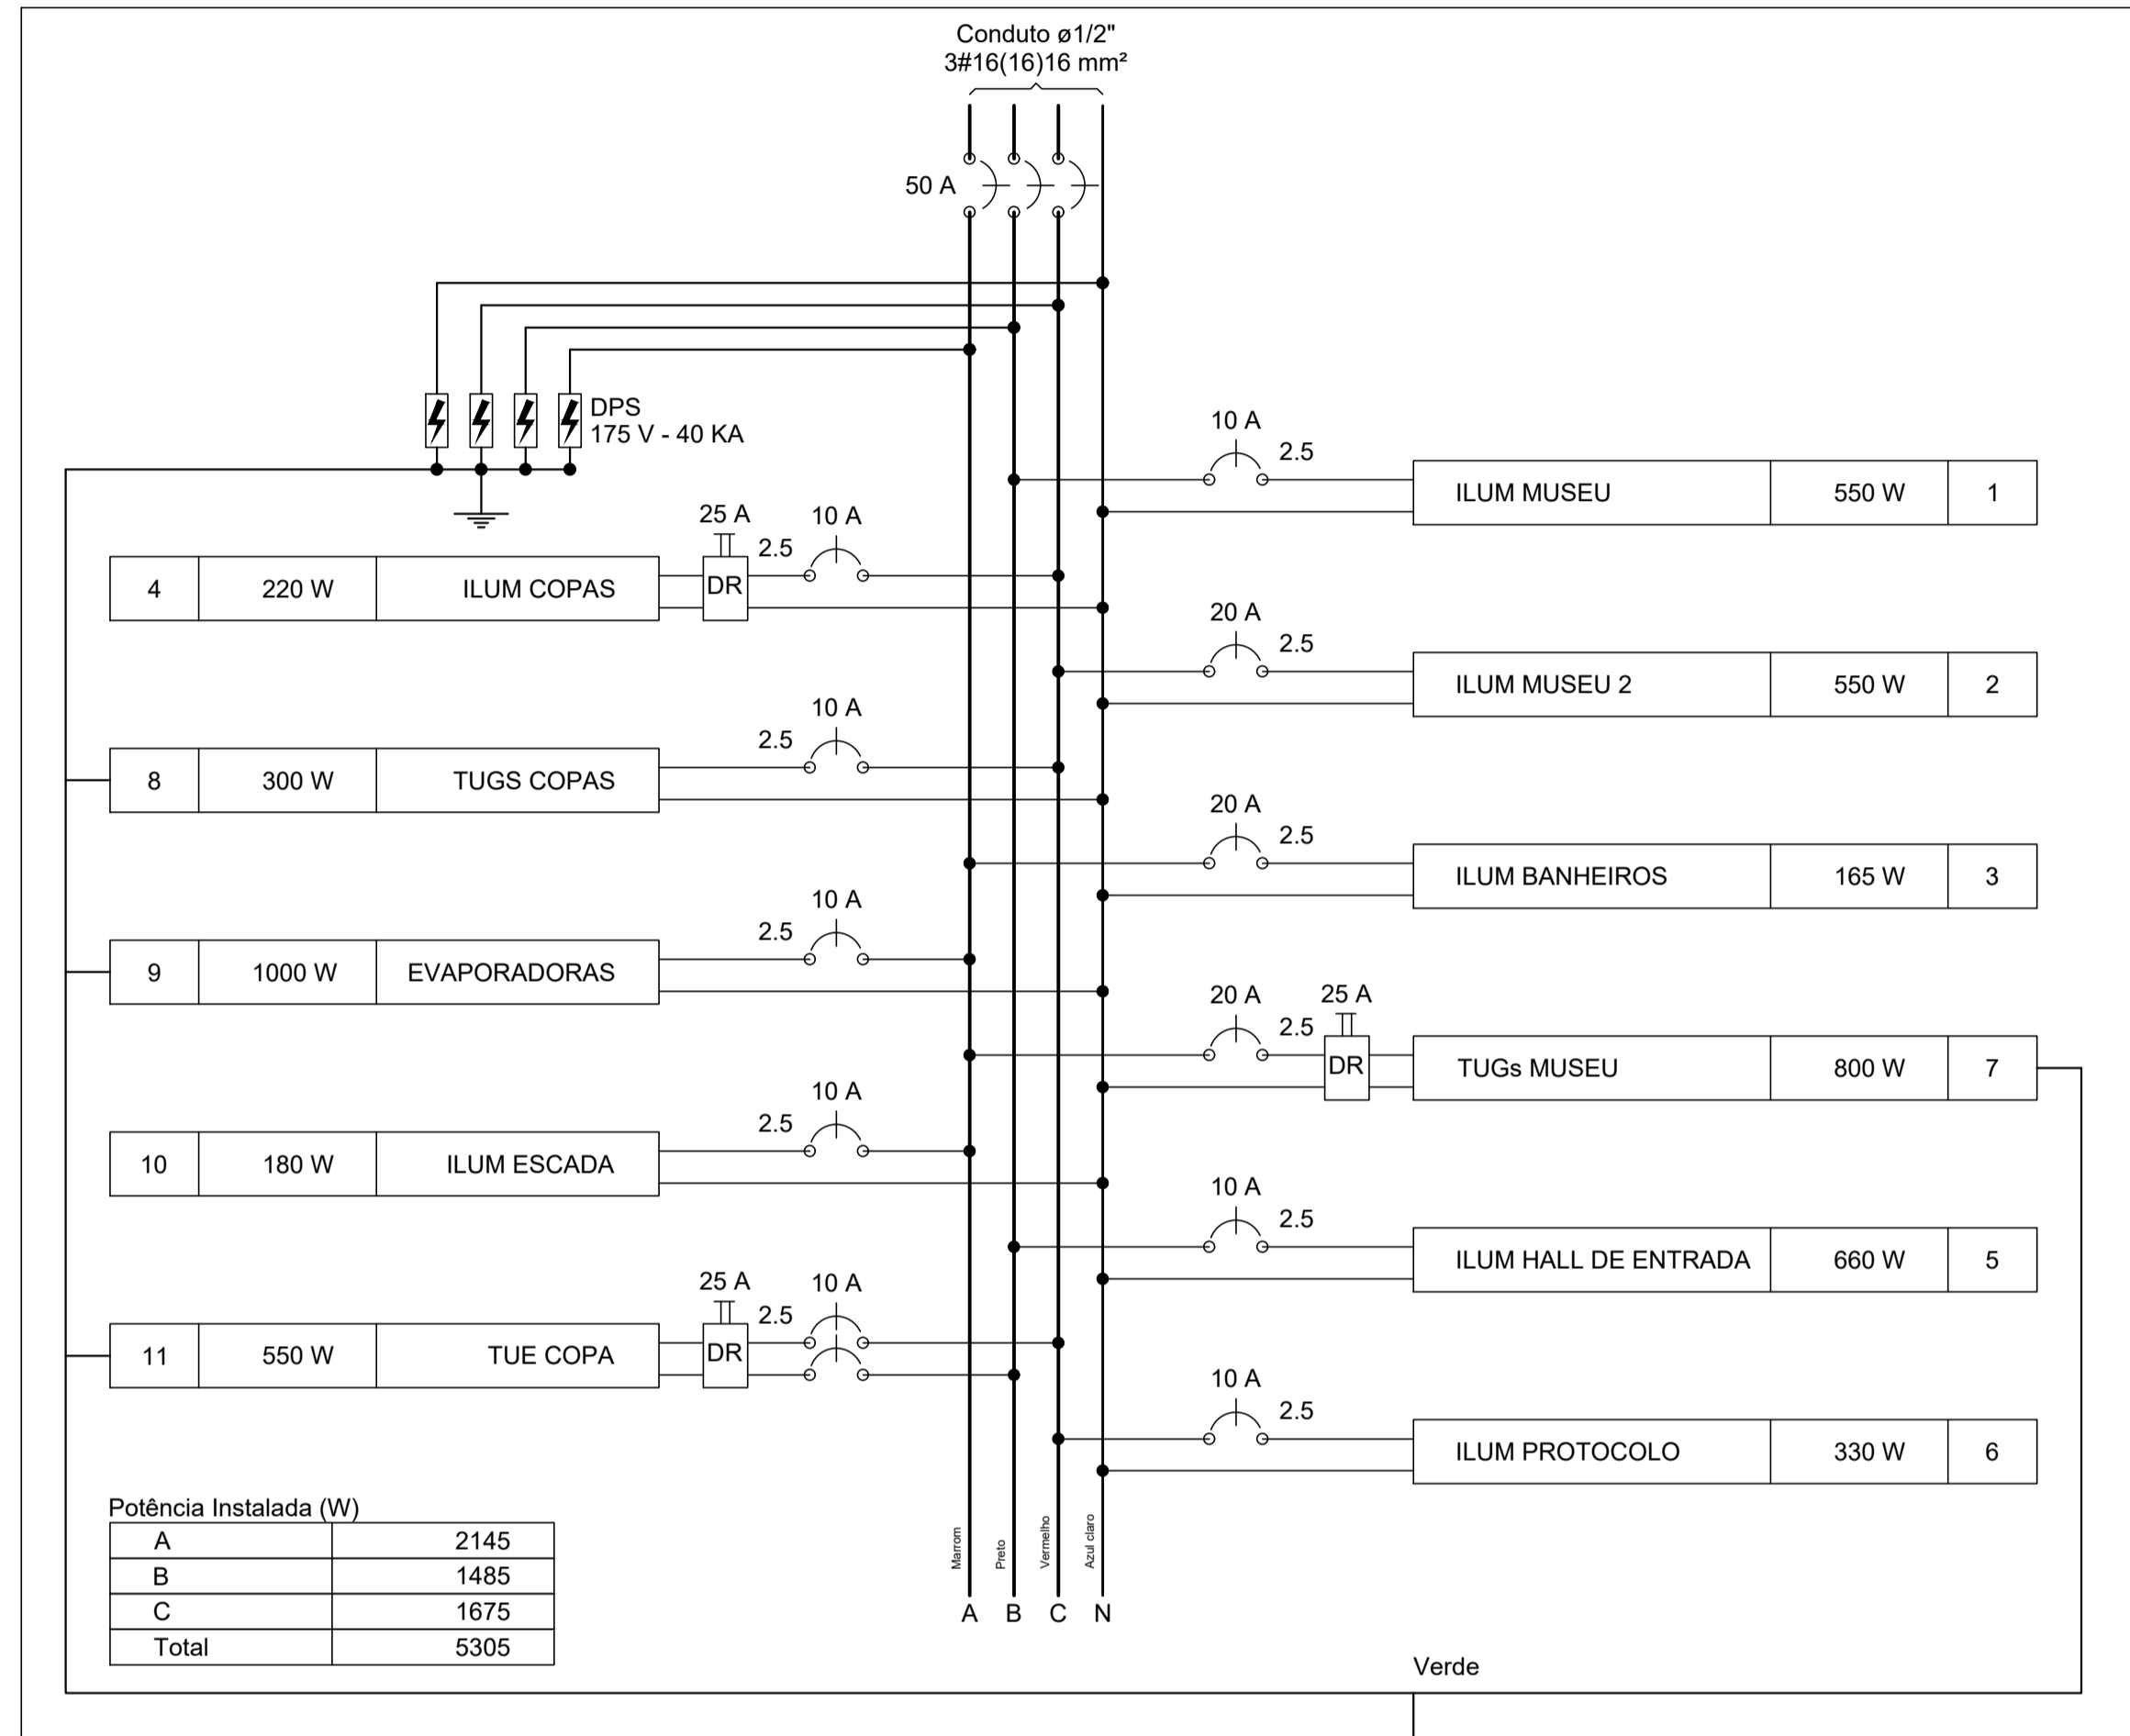 Conduto ø1/2"
3#16(16)16 mm²
50 A
DPS
175 V - 40 KA
10 A
2.5
ILUM MUSEU 550 W 1
25 A 10 A
2.5
4 220 W ILUM COPAS DR
20 A
2.5
ILUM MUSEU 2 550 W 2
10 A
2.5
8 300 W TUGS COPAS
20 A
2.5
ILUM BANHEIROS 165 W 3
10 A
2.5
9 1000 W EVAPORADORAS
20 A 25 A
2.5
DR TUGs MUSEU 800 W 7
10 A
2.5
10 180 W ILUM ESCADA
10 A
2.5
ILUM HALL DE ENTRADA 660 W 5
25 A 10 A
2.5
11 550 W TUE COPA DR
10 A
2.5
ILUM PROTOCOLO 330 W 6
Potência Instalada (W)
A 2145
B 1485
C 1675
Total 5305
Marrom
Preto
Vermelho
Azul claro
A B C N
Verde